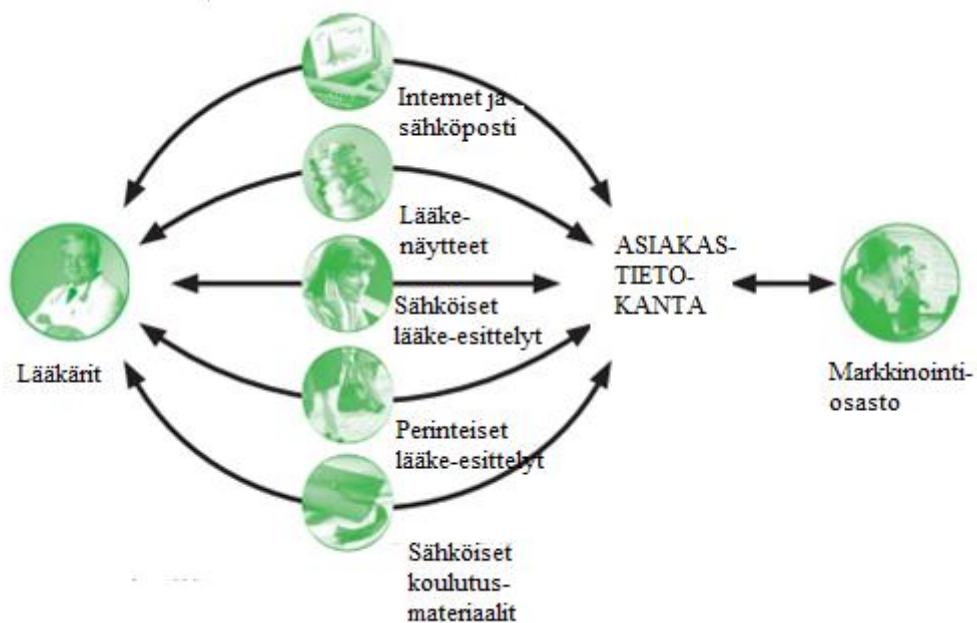 Internet ja
sähköposti
Lääke-
näytteet
Sähköiset
lääke-esittelyt
Perinteiset
lääke-esittelyt
Sähköiset
koulutus-
materiaalit
Lääkärit
ASIAKAS-
TIETO-
KANTA
Markkinointi-
osasto